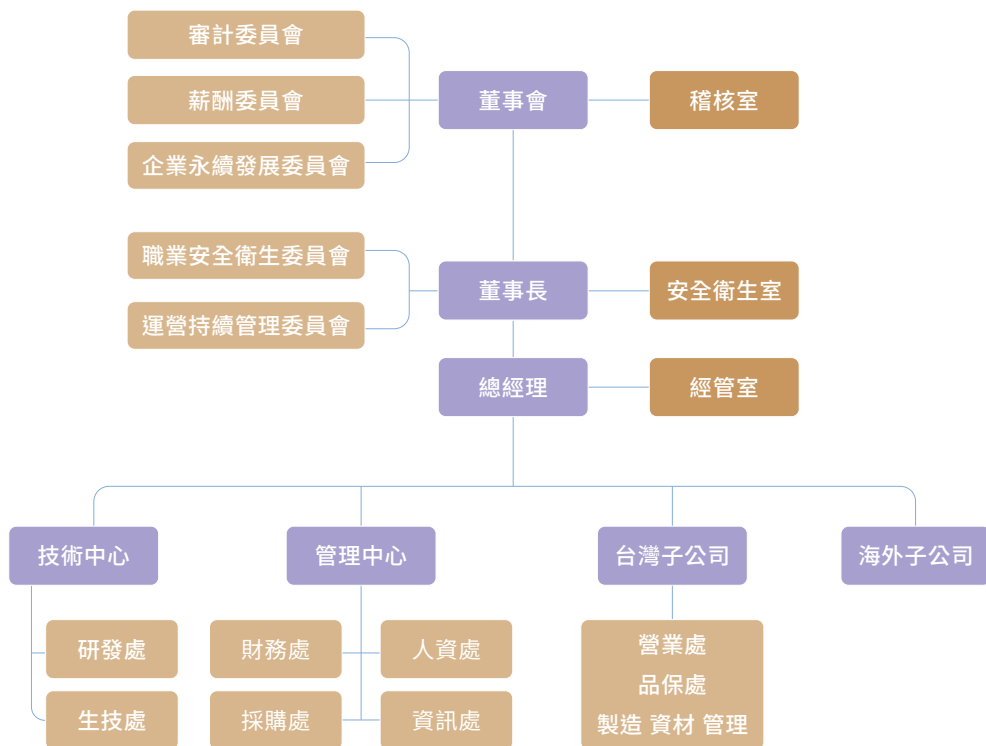 審計委員會
薪酬委員會
董事會
稽核室
企業永續發展委員會
職業安全衛生委員會
董事長
安全衛生室
運營持續管理委員會
總經理
經管室
技術中心
管理中心
台灣子公司
海外子公司
研發處
財務處
人資處
營業處
品保處
生技處
採購處
資訊處
製造 資材 管理